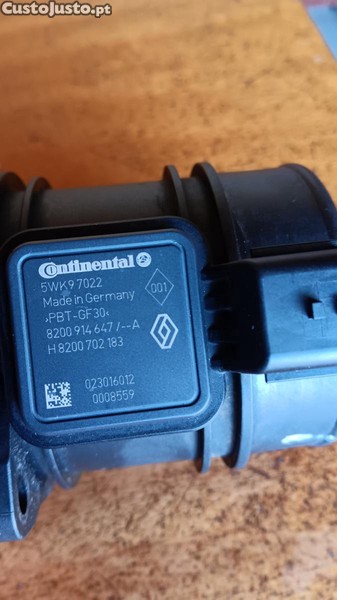 CustoJusto.pt
Continental
5WK9 7022
Made in Germany
›PBT-GF30‹
8200 914 647 /--A
H 8200 702 183
001
023016012
0008559